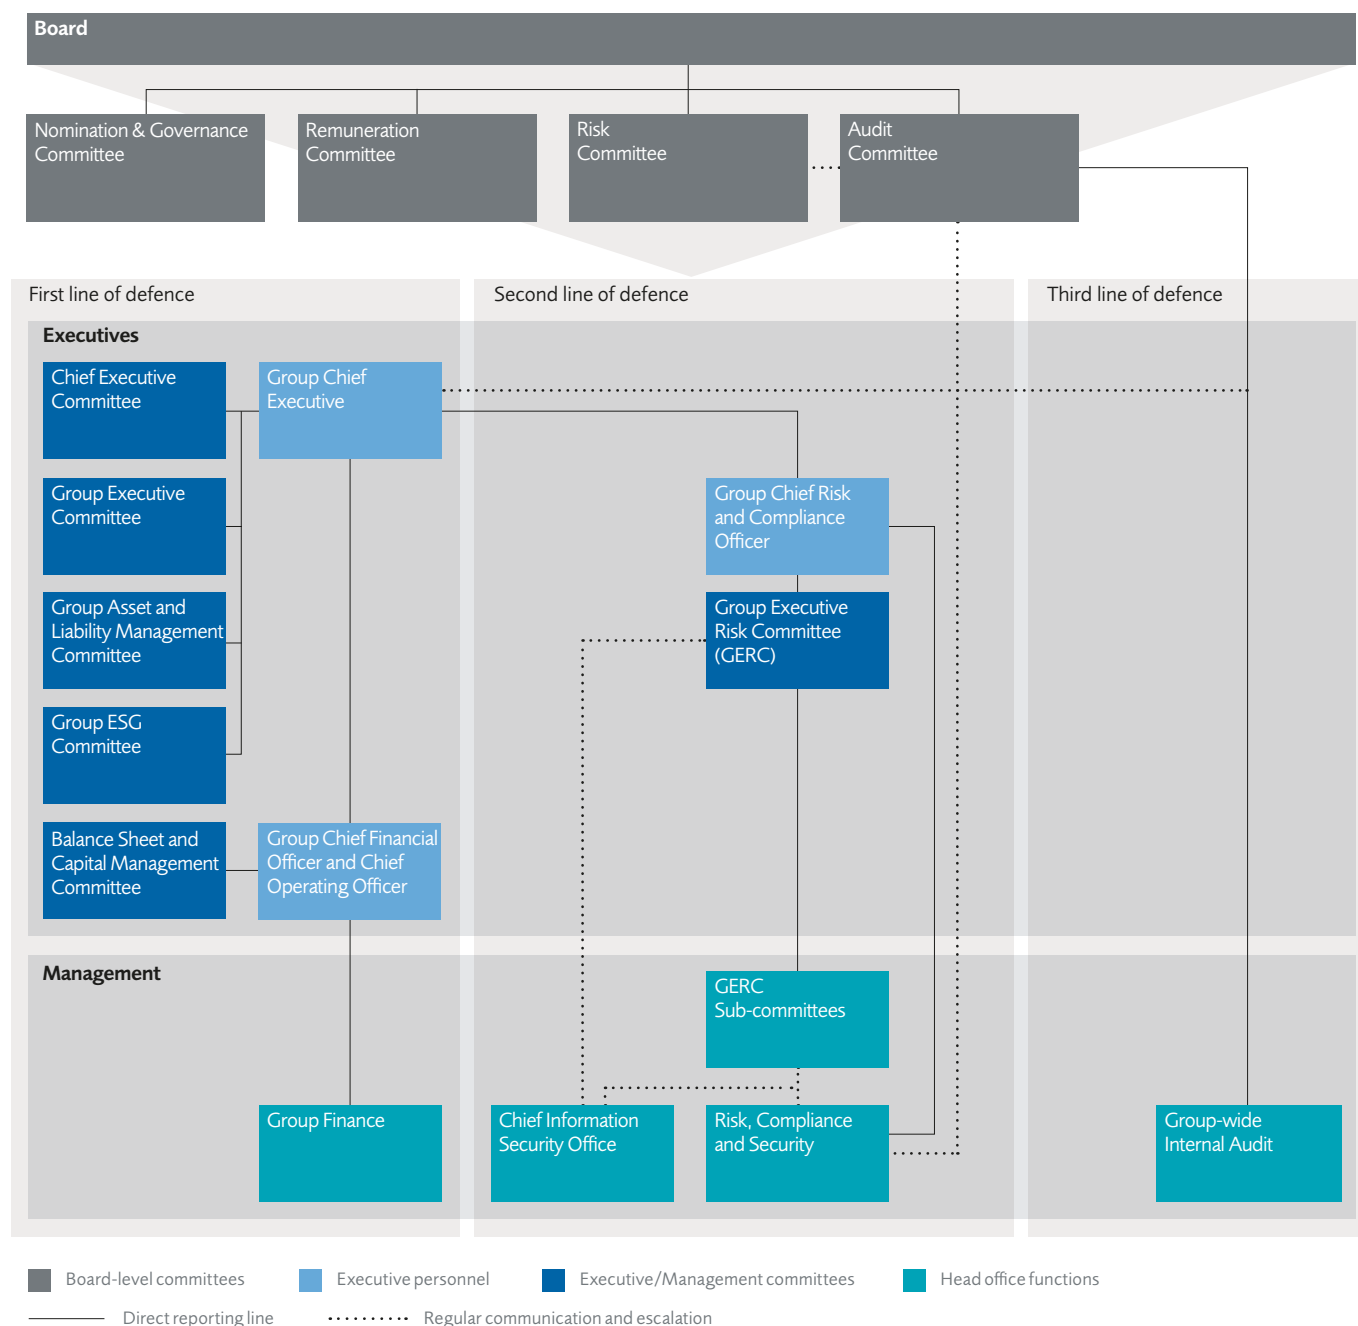 Board
Nomination & Governance
Committee
Remuneration
Committee
Risk
Committee
Audit
Committee
First line of defence
Second line of defence
Third line of defence
Executives
Chief Executive
Committee
Group Chief
Executive
Group Executive
Committee
Group Chief Risk
and Compliance
Officer
Group Asset and
Liability Management
Committee
Group Executive
Risk Committee
(GERC)
Group ESG
Committee
Balance Sheet and
Capital Management
Committee
Group Chief Financial
Officer and Chief
Operating Officer
Management
GERC
Sub-committees
Group Finance
Chief Information
Security Office
Risk, Compliance
and Security
Group-wide
Internal Audit
Board-level committees
Executive personnel
Executive/Management committees
Head office functions
Direct reporting line
Regular communication and escalation